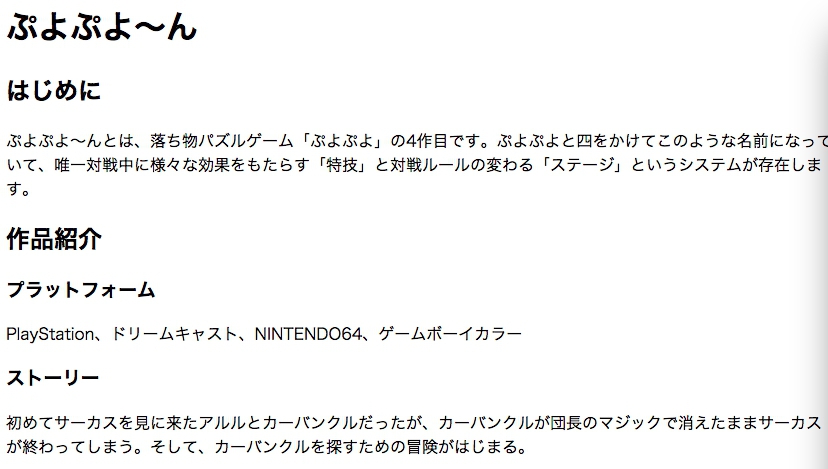 ぷよぷよ〜ん
はじめに
ぷよぷよ〜んとは、落ち物パズルゲーム「ぷよぷよ」の4作目です。ぷよぷよと四をかけてこのような名前になって
いて、唯一対戦中に様々な効果をもたらす「特技」と対戦ルールの変わる「ステージ」というシステムが存在しま
す。
作品紹介
プラットフォーム
PlayStation、ドリームキャスト、NINTENDO64、ゲームボーイカラー
ストーリー
初めてサーカスを見に来たアルルとカーバンクルだったが、カーバンクルが団長のマジックで消えたままサーカス
が終わってしまう。そして、カーバンクルを探すための冒険がはじまる。